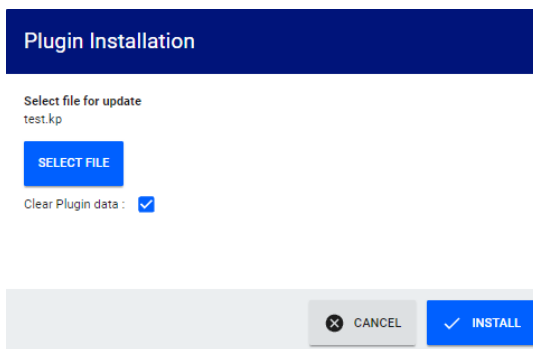 Plugin Installation
Select file for update
test.kp
SELECT FILE
Clear Plugin data :
CANCEL
INSTALL